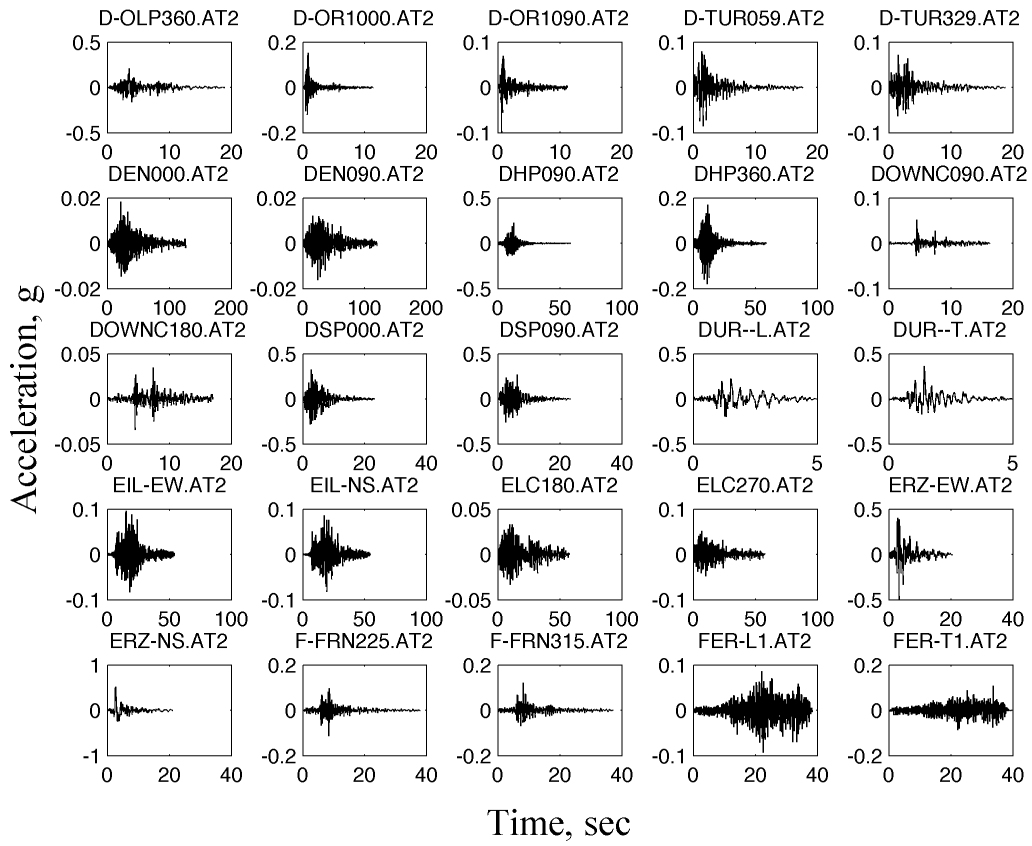 D-OLP360.AT2 D-OR1000.AT2 D-OR1090.AT2 D-TUR059.AT2 D-TUR329.AT2
0.5 0.2 0.1 0.1 0.1
0 0 0 0 0
-0.5 -0.2 -0.1 -0.1 -0.1
0 10 20 0 10 20 0 10 20 0 10 20 0 10 20
DEN000.AT2 DEN090.AT2 DHP090.AT2 DHP360.AT2 DOWNC090.AT2
0.02 0.02 0.5 0.2 0.1
0 0 0 0 0
-0.02 -0.02 -0.5 -0.2 -0.1
0 100 200 0 100 200 0 50 100 0 50 100 0 10 20
DOWNC180.AT2 DSP000.AT2 DSP090.AT2 DUR--L.AT2 DUR--T.AT2
0.05 0.5 0.5 0.5 0.5
0 0 0 0 0
-0.05 -0.5 -0.5 -0.5 -0.5
0 10 20 0 20 40 0 20 40 0 5 0 5
EIL-EW.AT2 EIL-NS.AT2 ELC180.AT2 ELC270.AT2 ERZ-EW.AT2
0.1 0.1 0.05 0.1 0.5
0 0 0 0 0
-0.1 -0.1 -0.05 -0.1 -0.5
0 50 100 0 50 100 0 50 100 0 50 100 0 20 40
ERZ-NS.AT2 F-FRN225.AT2 F-FRN315.AT2 FER-L1.AT2 FER-T1.AT2
1 0.2 0.2 0.1 0.2
0 0 0 0 0
-1 -0.2 -0.2 -0.1 -0.2
0 20 40 0 20 40 0 20 40 0 20 40 0 20 40
Acceleration, g
Time, sec